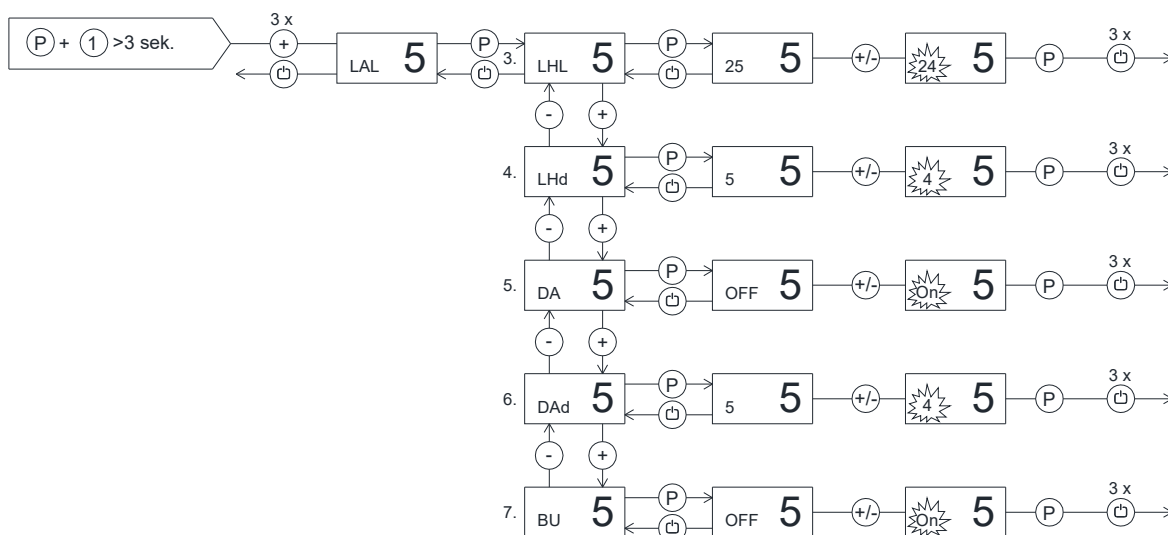 P + 1 >3 sek.
3 x
+
LAL 5
P
3. LHL 5
P
25 5
+/-
24 5
P
3 x
-
+
4. LHd 5
P
5 5
+/-
4 5
P
3 x
-
+
5. DA 5
P
OFF 5
+/-
On 5
P
3 x
-
+
6. DAd 5
P
5 5
+/-
4 5
P
3 x
-
+
7. BU 5
P
OFF 5
+/-
On 5
P
3 x